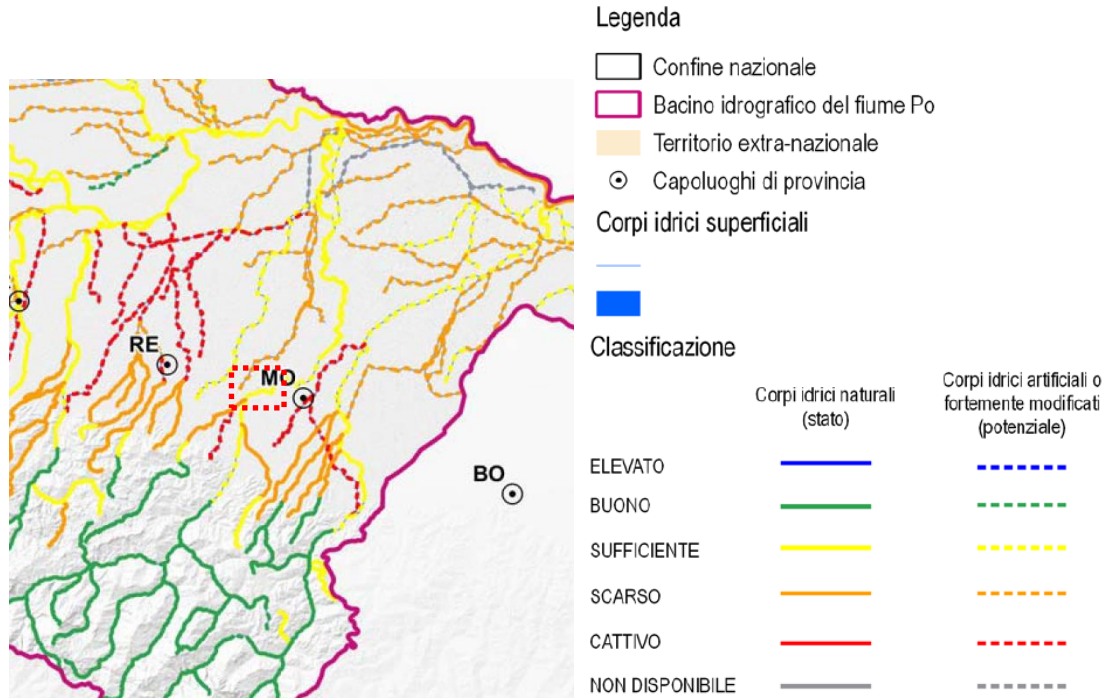 RE
MO
BO
Legenda
Confine nazionale
Bacino idrografico del fiume Po
Territorio extra-nazionale
Capoluoghi di provincia
Corpi idrici superficiali
Classificazione
Corpi idrici naturali
(stato)
Corpi idrici artificiali o
fortemente modificati
(potenziale)
ELEVATO
BUONO
SUFFICIENTE
SCARSO
CATTIVO
NON DISPONIBILE